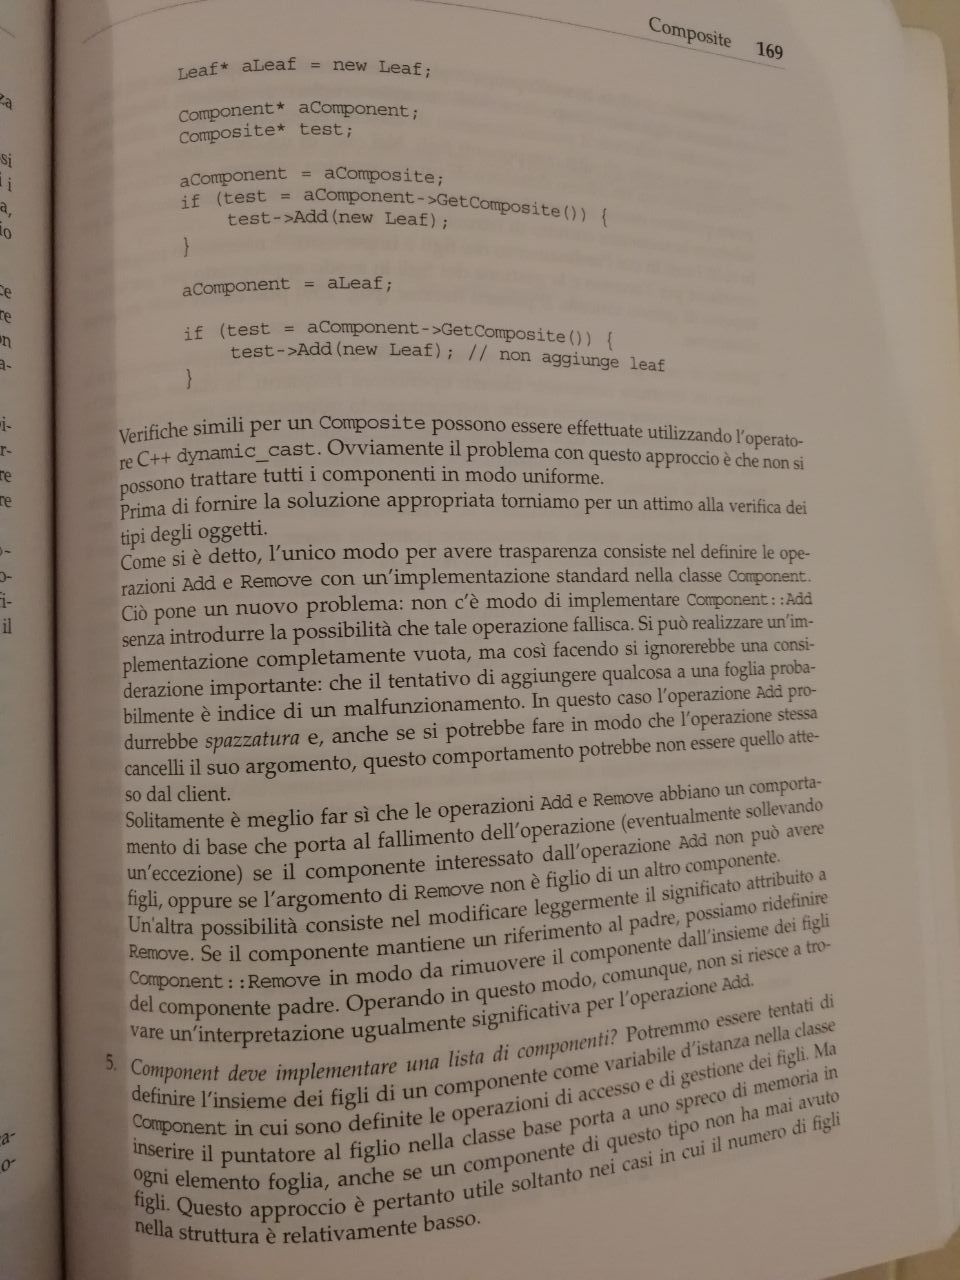 Composite 169
Leaf* aLeaf = new Leaf;
Component* aComponent;
Composite* test;
aComponent = aComposite;
if (test = aComponent->GetComposite()) {
test->Add(new Leaf);
}
aComponent = aLeaf;
if (test = aComponent->GetComposite()) {
test->Add(new Leaf); // non aggiunge leaf
}
Verifiche simili per un Composite possono essere effettuate utilizzando l'operato-
re C++ dynamic_cast. Ovviamente il problema con questo approccio è che non si
possono trattare tutti i componenti in modo uniforme.
Prima di fornire la soluzione appropriata torniamo per un attimo alla verifica dei
tipi degli oggetti.
Come si è detto, l'unico modo per avere trasparenza consiste nel definire le ope-
razioni Add e Remove con un'implementazione standard nella classe Component.
Ciò pone un nuovo problema: non c'è modo di implementare Component::Add
senza introdurre la possibilità che tale operazione fallisca. Si può realizzare un'im-
plementazione completamente vuota, ma così facendo si ignorerebbe una consi-
derazione importante: che il tentativo di aggiungere qualcosa a una foglia proba-
bilmente è indice di un malfunzionamento. In questo caso l'operazione Add pro-
durrebbe spazzatura e, anche se si potrebbe fare in modo che l'operazione stessa
cancelli il suo argomento, questo comportamento potrebbe non essere quello atte-
so dal client.
Solitamente è meglio far sì che le operazioni Add e Remove abbiano un comporta-
mento di base che porta al fallimento dell'operazione (eventualmente sollevando
un'eccezione) se il componente interessato dall'operazione Add non può avere
figli, oppure se l'argomento di Remove non è figlio di un altro componente.
Un'altra possibilità consiste nel modificare leggermente il significato attribuito a
Remove. Se il componente mantiene un riferimento al padre, possiamo ridefinire
Component::Remove in modo da rimuovere il componente dall'insieme dei figli
del componente padre. Operando in questo modo, comunque, non si riesce a tro-
vare un'interpretazione ugualmente significativa per l'operazione Add.
5. Component deve implementare una lista di componenti? Potremmo essere tentati di
definire l'insieme dei figli di un componente come variabile d'istanza nella classe
Component in cui sono definite le operazioni di accesso e di gestione dei figli. Ma
inserire il puntatore al figlio nella classe base porta a uno spreco di memoria in
ogni elemento foglia, anche se un componente di questo tipo non ha mai avuto
figli. Questo approccio è pertanto utile soltanto nei casi in cui il numero di figli
nella struttura è relativamente basso.